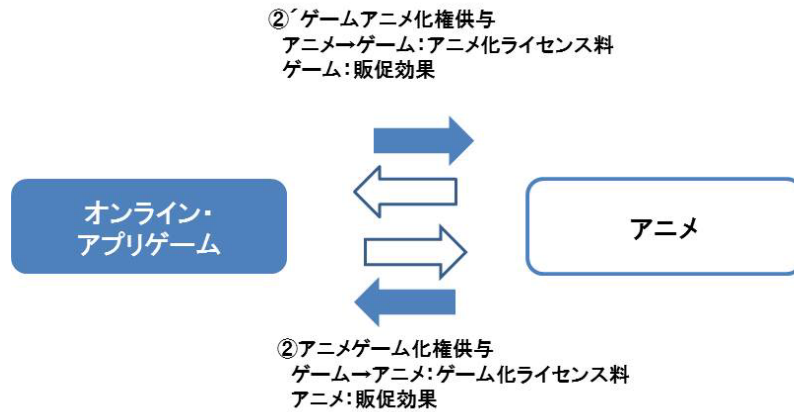 ②´ゲームアニメ化権供与
アニメ→ゲーム：アニメ化ライセンス料
ゲーム：販促効果
オンライン・
アプリゲーム
アニメ
②アニメゲーム化権供与
ゲーム→アニメ：ゲーム化ライセンス料
アニメ：販促効果